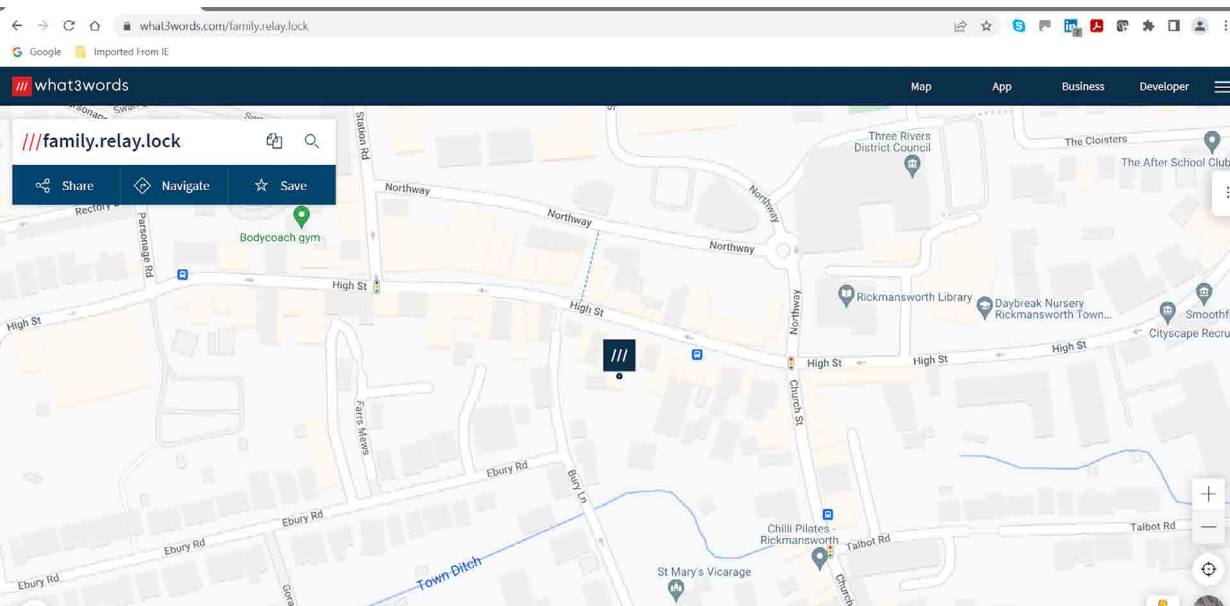 what3words.com/family.relay.lock
Google
Imported From IE
/// what3words
Map
App
Business
Developer
Swan
Station Rd
///family.relay.lock
Share
Navigate
Save
Three Rivers
District Council
The Cloisters
The After School Club
Parsonage Rd
Bodycoach gym
Northway
Northway
Northway
Northway
Northway
High St
High St
High St
High St
High St
High St
///
Rickmansworth Library
Daybreak Nursery
Rickmansworth Town...
Smoothf
Cityscape Recru
Church St
Farrs Mews
Ebury Rd
Ebury Rd
Ebury Rd
Ebury Rd
Bury Ln
Town Ditch
Chilli Pilates -
Rickmansworth
Talbot Rd
Talbot Rd
St Mary's Vicarage
Church
Gora